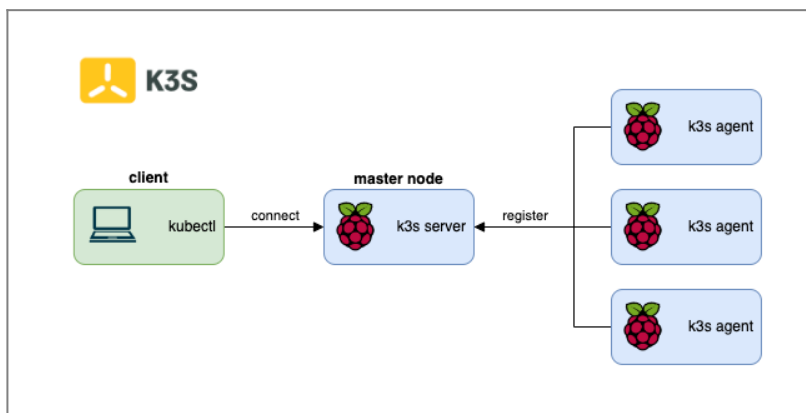 K3S
client
kubectl
connect
master node
k3s server
register
k3s agent
k3s agent
k3s agent